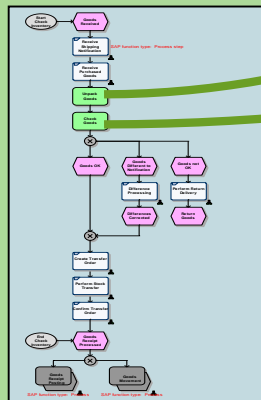 Start
Check
Inventory
Goods
Received
Receive
Shipping
Notification
SAP function type: Process step
Receive
Purchased
Goods
Unpack
Goods
Check
Goods
Goods OK
Goods
Different to
Notification
Goods not
OK
Difference
Processing
Perform Return
Delivery
Differences
Corrected
Return
Goods
Create Transfer
Order
Perform Stock
Transfer
Confirm Transfer
Order
End
Check
Inventory
Goods
Receipt
Processed
Goods
Receipt
Posting
Goods
Movement
SAP function type: Process
SAP function type: Process